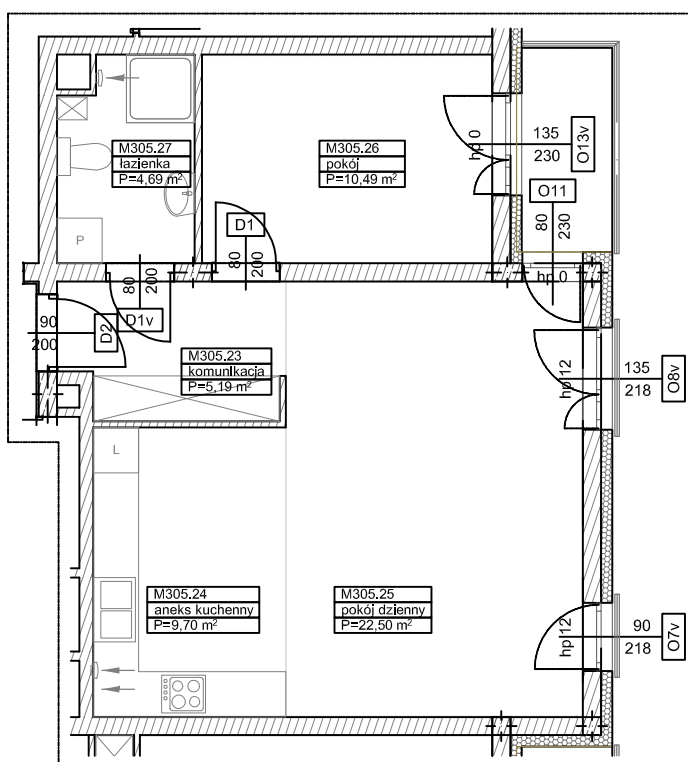 M305.27
łazienka
P=4,69 m²
M305.26
pokój
P=10,49 m²
hp 0
135
230
O13v
O11
80
230
hp 0
P
D1
80
200
80
200
D1v
90
200
D2
M305.23
komunikacja
P=5,19 m²
hp 12
135
218
O8v
L
M305.24
aneks kuchenny
P=9,70 m²
M305.25
pokój dzienny
P=22,50 m²
hp 12
90
218
O7v